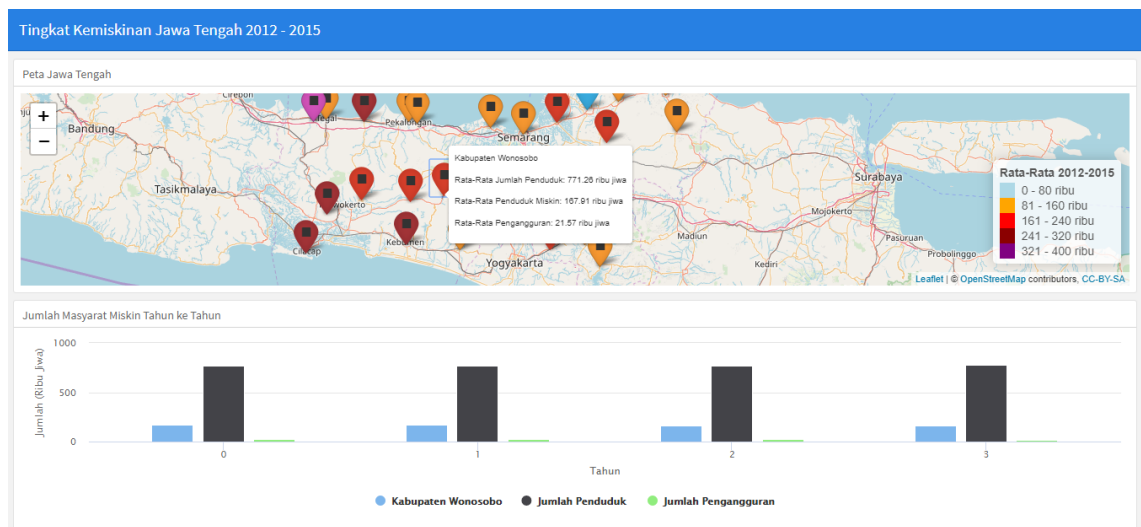 Tingkat Kemiskinan Jawa Tengah 2012 - 2015
Peta Jawa Tengah
+
−
Cirebon
Bandung
Tegal
Pekalongan
Semarang
Tasikmalaya
Surabaya
Cilacap
Kebumen
Yogyakarta
Madiun
Mojokerto
Kediri
Pasuruan
Probolinggo
Kabupaten Wonosobo
Rata-Rata Jumlah Penduduk: 771.26 ribu jiwa
Rata-Rata Penduduk Miskin: 167.91 ribu jiwa
Rata-Rata Pengangguran: 21.57 ribu jiwa
Rata-Rata 2012-2015
0 - 80 ribu
81 - 160 ribu
161 - 240 ribu
241 - 320 ribu
321 - 400 ribu
Leaflet | © OpenStreetMap contributors, CC-BY-SA
Jumlah Masyarat Miskin Tahun ke Tahun
Jumlah (Ribu Jiwa)
1000
500
0
0 1 2 3
Tahun
Kabupaten Wonosobo Jumlah Penduduk Jumlah Pengangguran